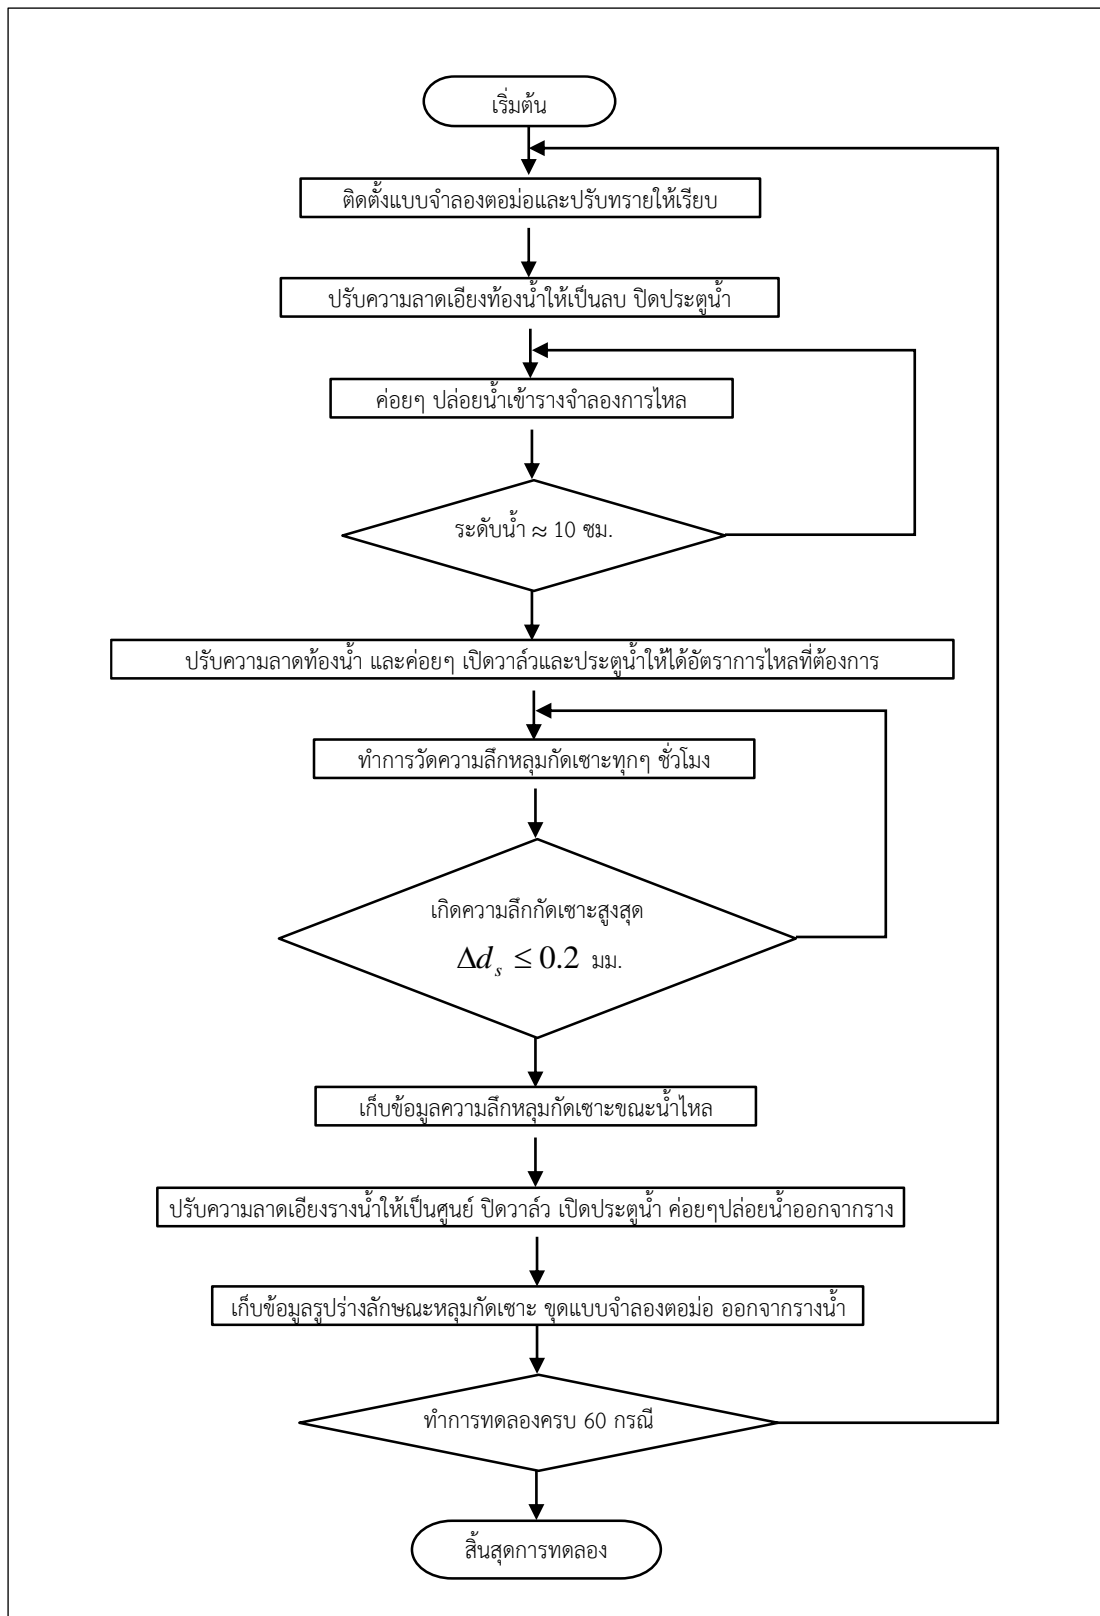 เริ่มต้น
ติดตั้งแบบจำลองตอม่อและปรับทรายให้เรียบ
ปรับความลาดเอียงท้องน้ำให้เป็นลบ ปิดประตูน้ำ
ค่อยๆ ปล่อยน้ำเข้ารางจำลองการไหล
ระดับน้ำ ≈ 10 ซม.
ปรับความลาดท้องน้ำ และค่อยๆ เปิดวาล์วและประตูน้ำให้ได้อัตราการไหลที่ต้องการ
ทำการวัดความลึกหลุมกัดเซาะทุกๆ ชั่วโมง
เกิดความลึกกัดเซาะสูงสุด
Δd_s ≤ 0.2 มม.
เก็บข้อมูลความลึกหลุมกัดเซาะขณะน้ำไหล
ปรับความลาดเอียงรางน้ำให้เป็นศูนย์ ปิดวาล์ว เปิดประตูน้ำ ค่อยๆปล่อยน้ำออกจากราง
เก็บข้อมูลรูปร่างลักษณะหลุมกัดเซาะ ขุดแบบจำลองตอม่อ ออกจากรางน้ำ
ทำการทดลองครบ 60 กรณี
สิ้นสุดการทดลอง